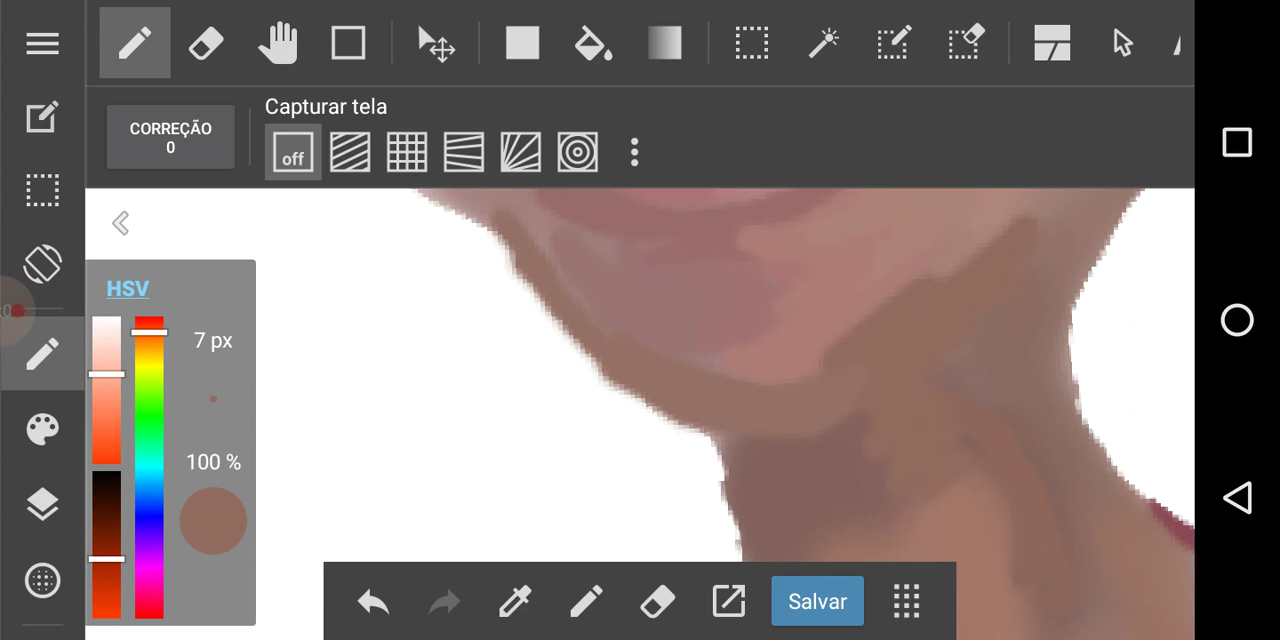 Capturar tela
CORREÇÃO
0
off
HSV
7 px
100 %
Salvar